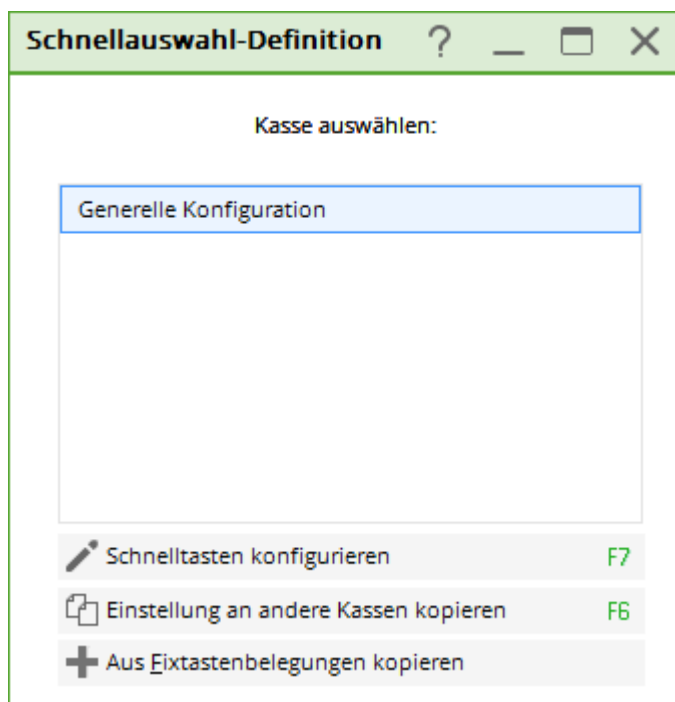 Schnellauswahl-Definition
Kasse auswählen:
Generelle Konfiguration
Schnelltasten konfigurieren F7
Einstellung an andere Kassen kopieren F6
Aus Fixtastenbelegungen kopieren